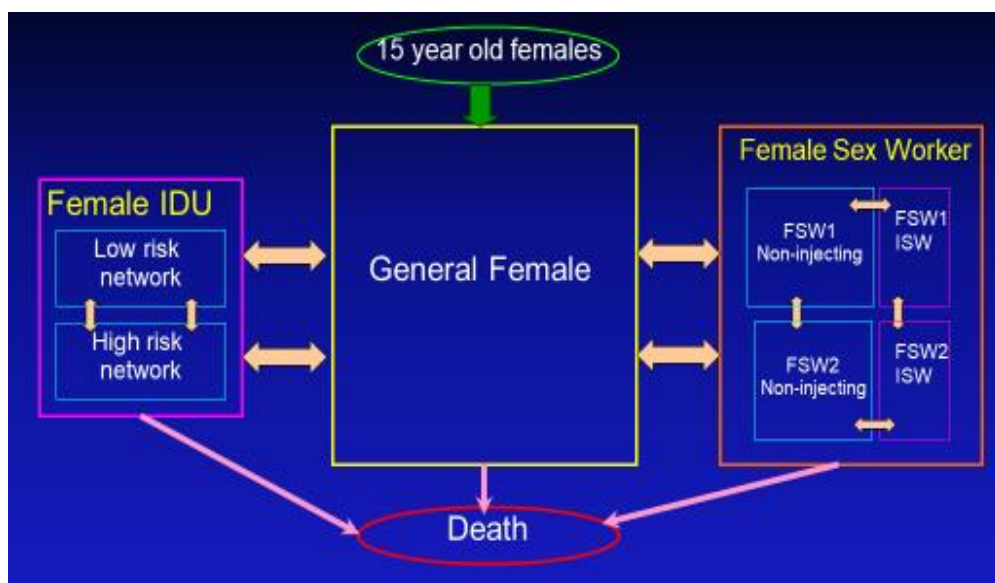 15 year old females
Female IDU
Low risk
network
High risk
network
General Female
Female Sex Worker
FSW1
Non-injecting
FSW1
ISW
FSW2
Non-injecting
FSW2
ISW
Death